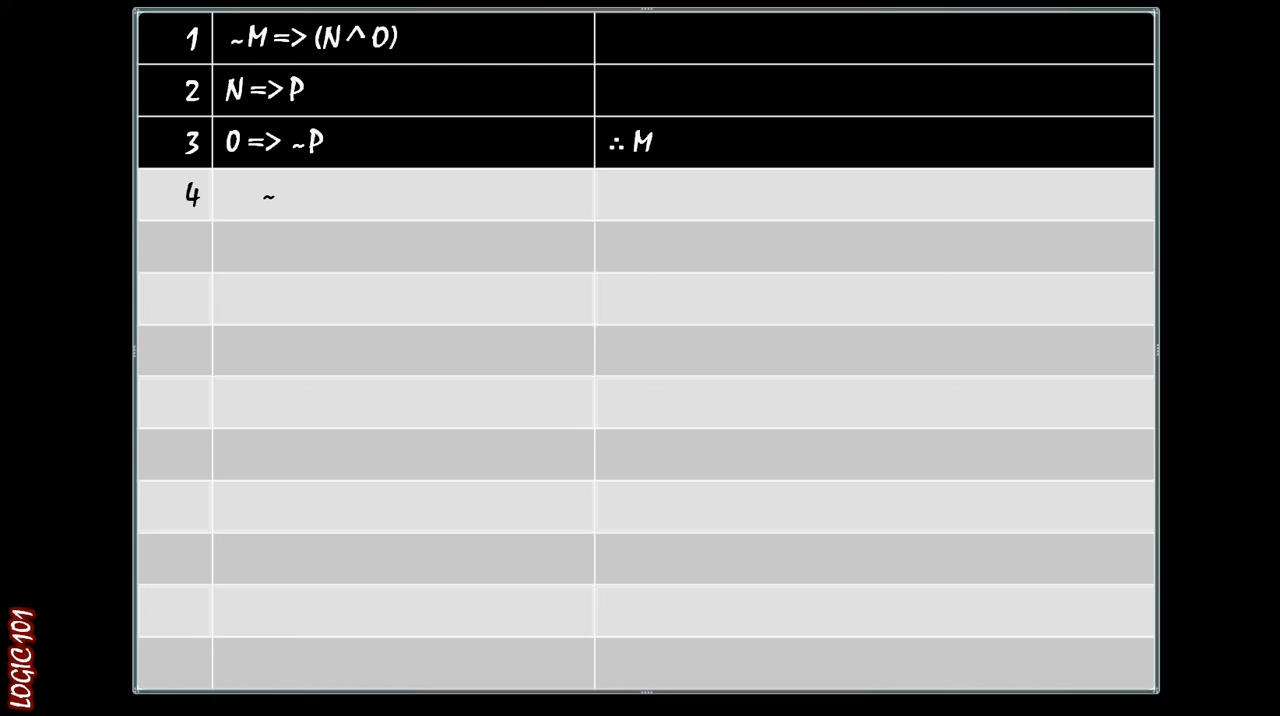 1 ~M => (N ^ O)
2 N => P
3 O => ~P ∴ M
4 ~
LOGIC 101